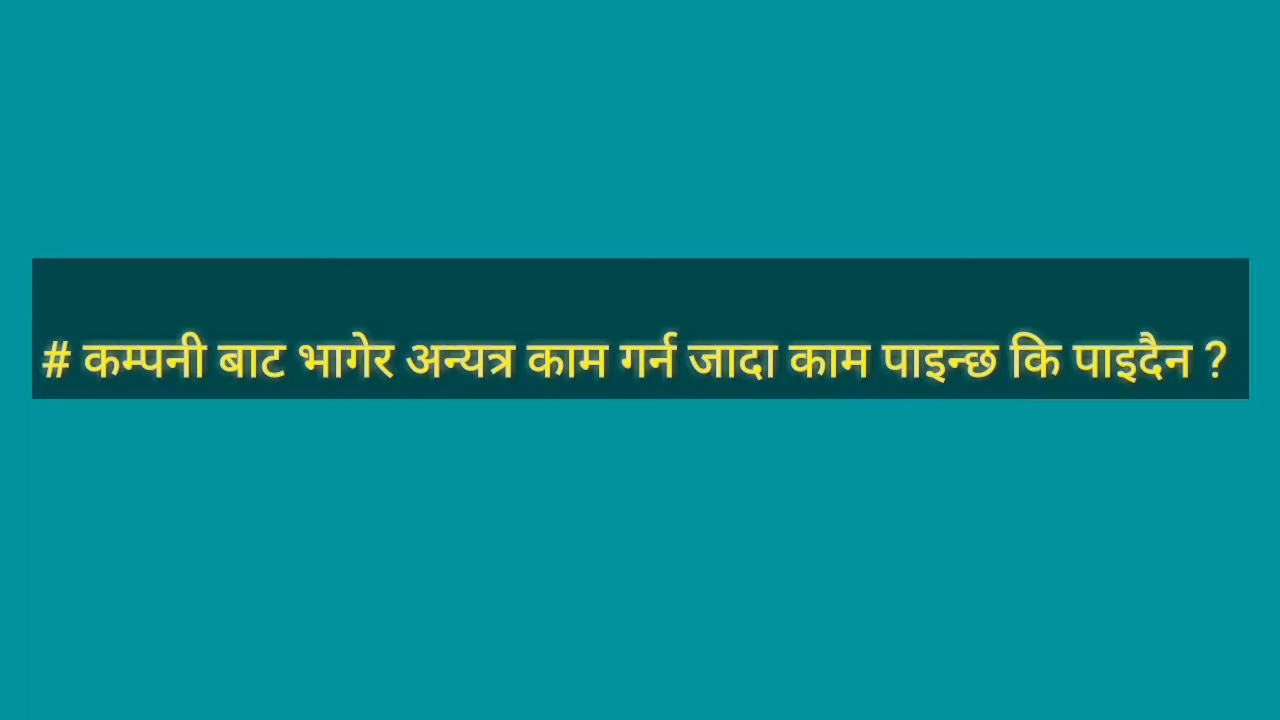 # कम्पनी बाट भागेर अन्यत्र काम गर्न जादा काम पाइन्छ कि पाइदैन ?